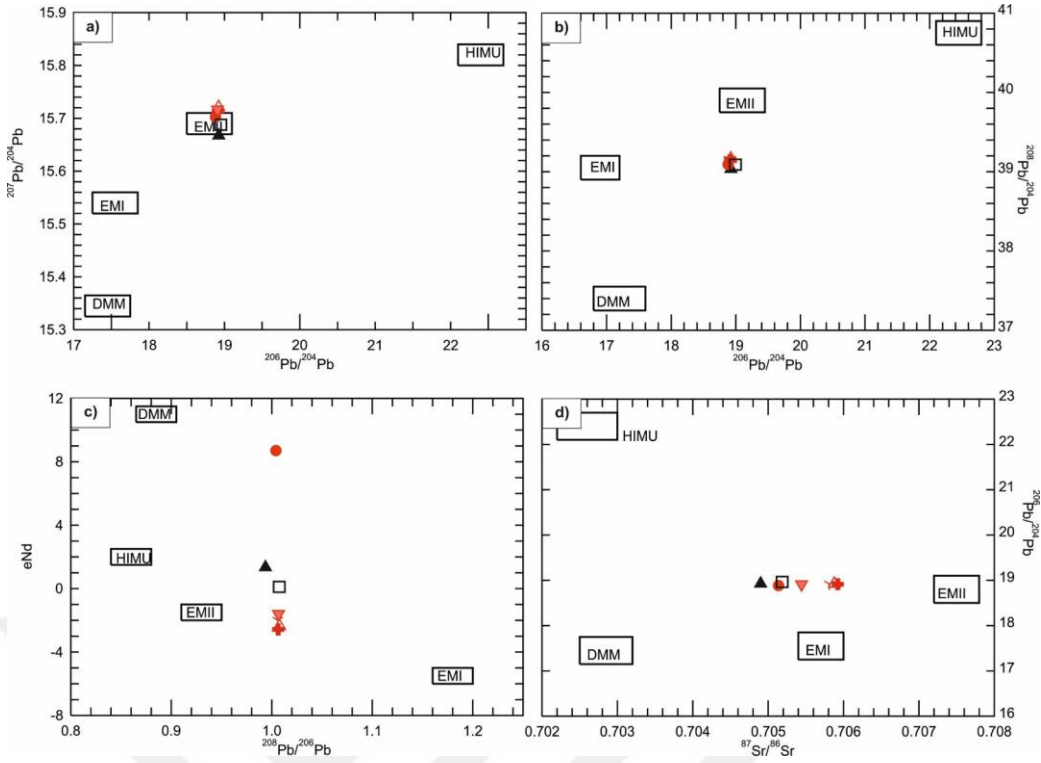 a)
15.9
15.8
15.7
15.6
15.5
15.4
15.3
²⁰⁷Pb/²⁰⁴Pb
HIMU
EMII
EMI
DMM
17 18 19 20 21 22
²⁰⁶Pb/²⁰⁴Pb
b)
HIMU
EMII
EMI
DMM
41
40
39
38
37
²⁰⁸Pb/²⁰⁴Pb
16 17 18 19 20 21 22 23
²⁰⁶Pb/²⁰⁴Pb
c)
12
8
4
0
-4
-8
eNd
DMM
HIMU
EMII
EMI
0.8 0.9 1.0 1.1 1.2
²⁰⁸Pb/²⁰⁶Pb
d)
HIMU
EMII
EMI
DMM
23
22
21
20
19
18
17
16
²⁰⁶Pb/²⁰⁴Pb
0.702 0.703 0.704 0.705 0.706 0.707 0.708
⁸⁷Sr/⁸⁶Sr